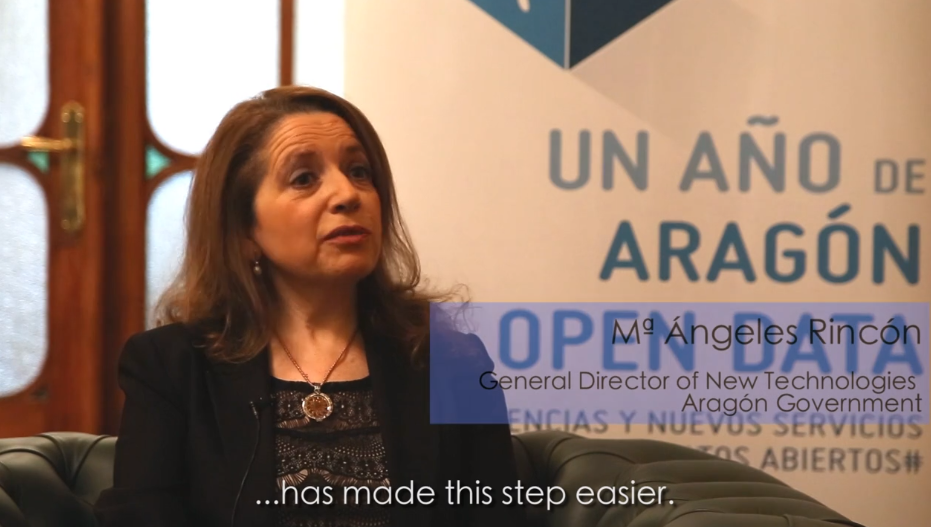 UN AÑO DE
ARAGÓN
OPEN DATA
Mª Ángeles Rincón
General Director of New Technologies
Aragón Government
ENCIAS Y NUEVOS SERVICIOS
TOS ABIERTOS#
...has made this step easier.